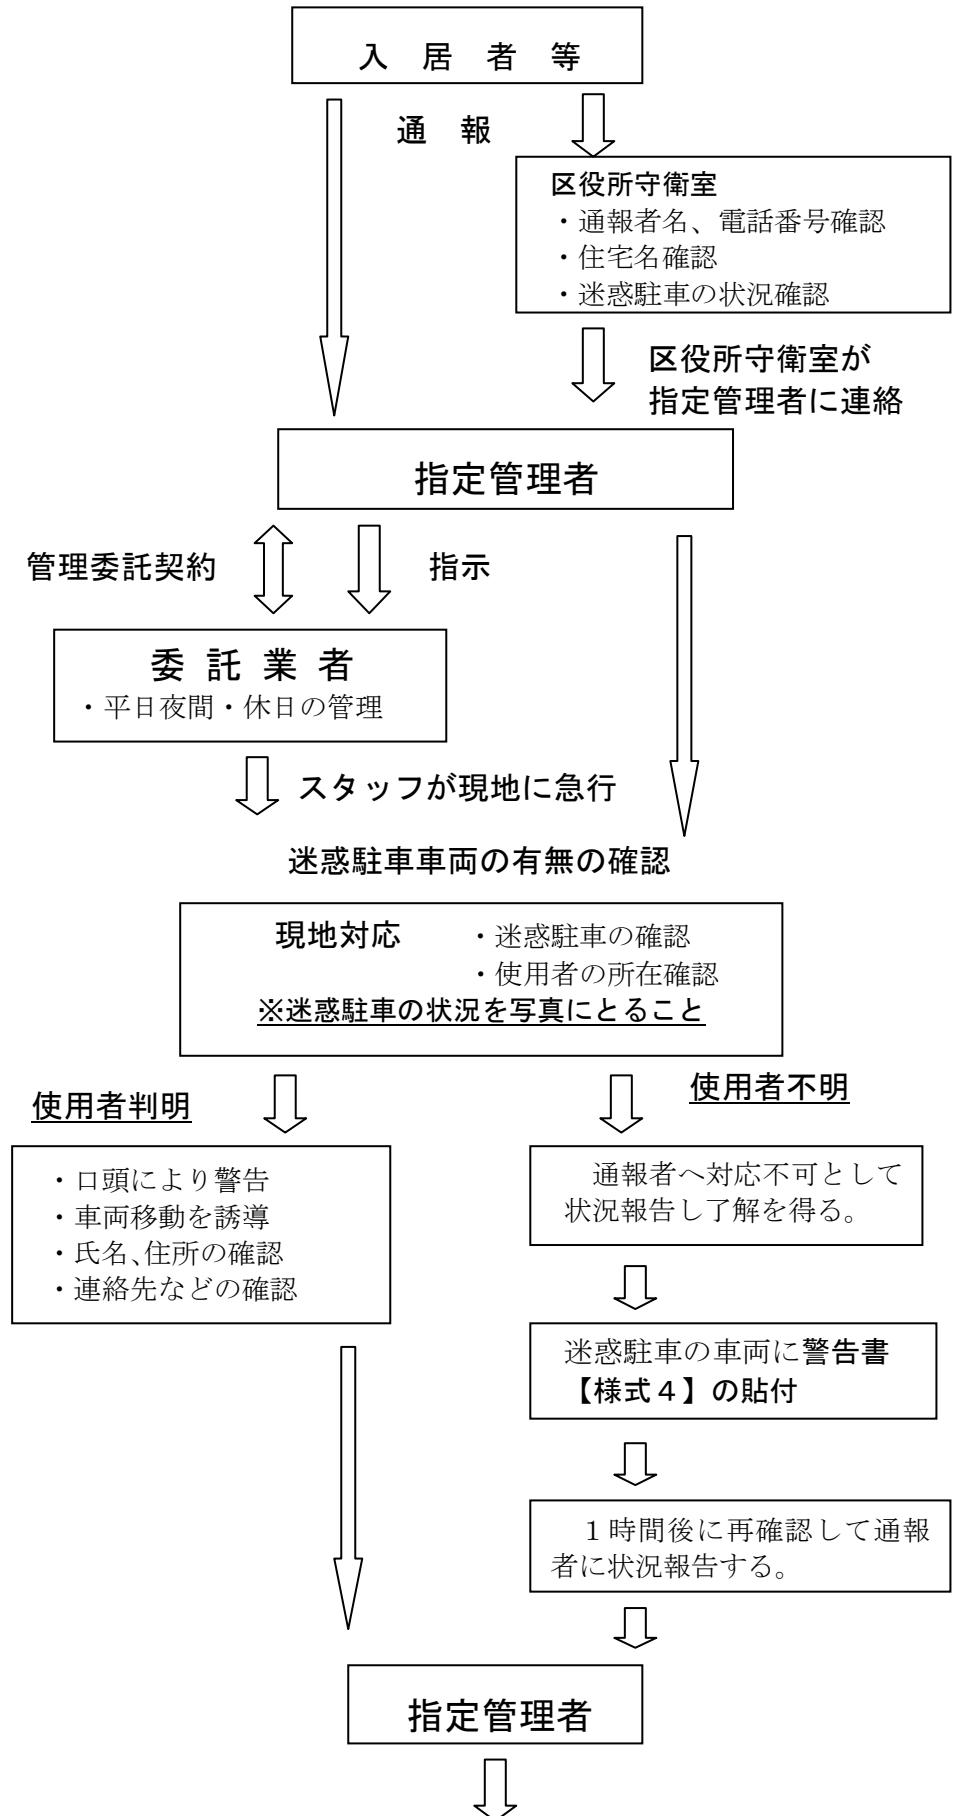 入　居　者　等
通　報
区役所守衛室
・通報者名、電話番号確認
・住宅名確認
・迷惑駐車の状況確認
区役所守衛室が
指定管理者に連絡
指定管理者
管理委託契約
指示
委 託 業 者
・平日夜間・休日の管理
スタッフが現地に急行
迷惑駐車車両の有無の確認
現地対応　　・迷惑駐車の確認
・使用者の所在確認
※迷惑駐車の状況を写真にとること
使用者判明
使用者不明
・口頭により警告
・車両移動を誘導
・氏名、住所の確認
・連絡先などの確認
通報者へ対応不可として
状況報告し了解を得る。
迷惑駐車の車両に警告書
【様式４】の貼付
１時間後に再確認して通報
者に状況報告する。
指定管理者